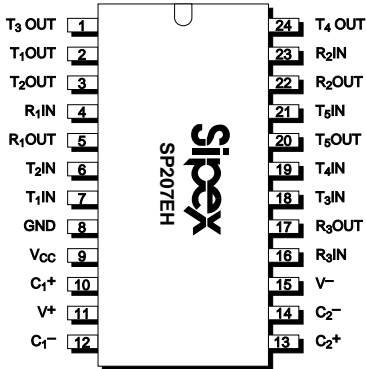 T3 OUT 1 24 T4 OUT
T1OUT 2 23 R2IN
T2OUT 3 22 R2OUT
R1IN 4 21 T5IN
R1OUT 5 20 T5OUT
T2IN 6 19 T4IN
T1IN 7 18 T3IN
GND 8 17 R3OUT
VCC 9 16 R3IN
C1+ 10 15 V–
V+ 11 14 C2–
C1– 12 13 C2+
Sipex
SP207EH